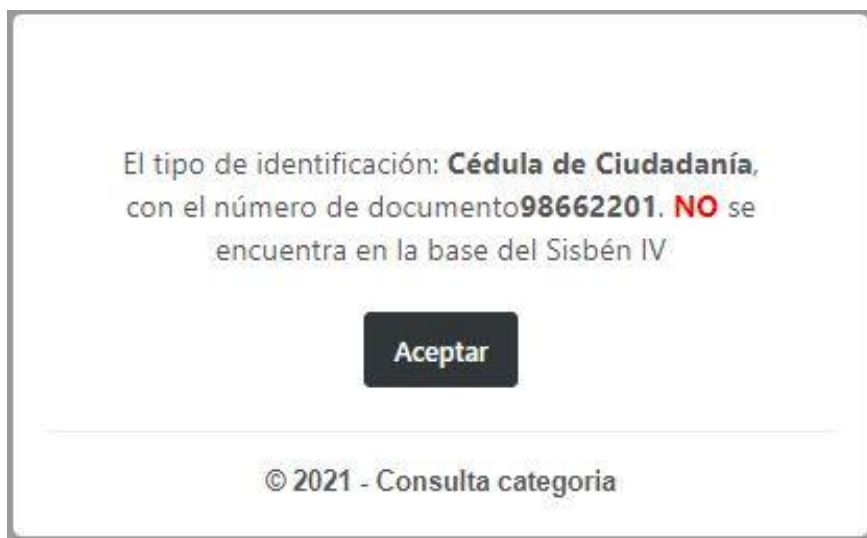 El tipo de identificación: Cédula de Ciudadanía,
con el número de documento98662201. NO se
encuentra en la base del Sisbén IV
Aceptar
© 2021 - Consulta categoria